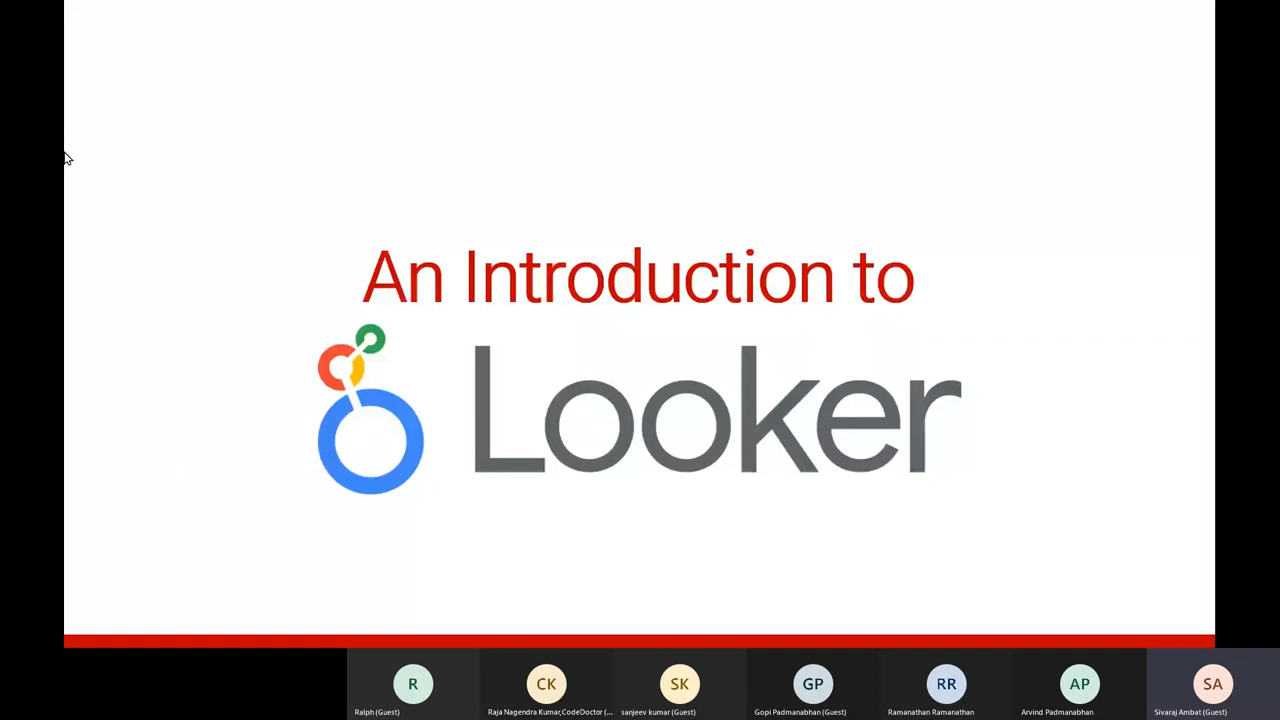 An Introduction to
Looker
R
CK
SK
GP
RR
AP
SA
Ralph (Guest)
Raja Nagendra Kumar,CodeDoctor (...
sanjeev kumar (Guest)
Gopi Padmanabhan (Guest)
Ramanathan Ramanathan
Arvind Padmanabhan
Sivaraj Ambat (Guest)